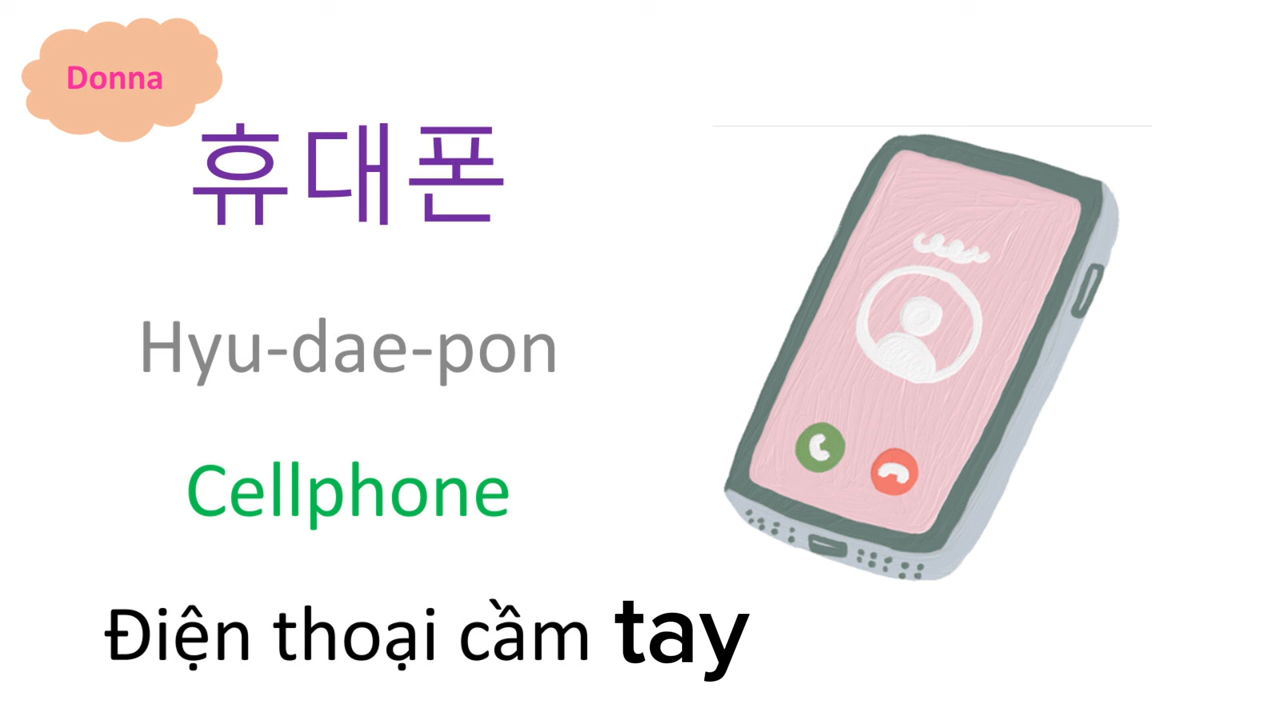 Donna
휴대폰
Hyu-dae-pon
Cellphone
Điện thoại cầm tay